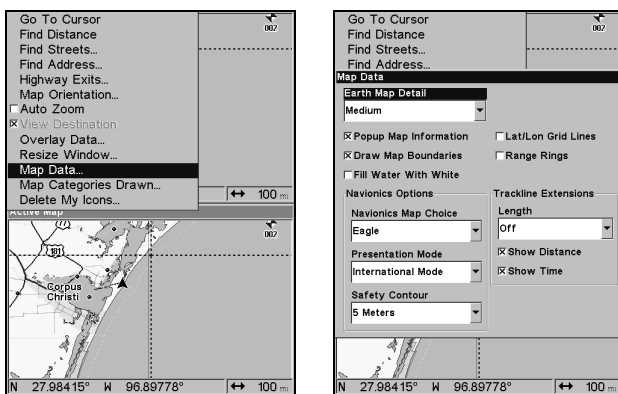 Go To Cursor
Find Distance
Find Streets...
Find Address...
Highway Exits...
Map Orientation...
Auto Zoom
View Destination
Overlay Data...
Resize Window...
Map Data...
Map Categories Drawn...
Delete My Icons...
002
↔ 100 mi
Active Map
002
181
Corpus
Christi
N 27.98415° W 96.89778° ↔ 100 mi
Go To Cursor
Find Distance
Find Streets...
Find Address...
002
Map Data
Earth Map Detail
Medium
Popup Map Information
Lat/Lon Grid Lines
Draw Map Boundaries
Range Rings
Fill Water With White
Navionics Options
Navionics Map Choice
Eagle
Presentation Mode
International Mode
Safety Contour
5 Meters
Trackline Extensions
Length
Off
Show Distance
Show Time
N 27.98415° W 96.89778° ↔ 100 mi